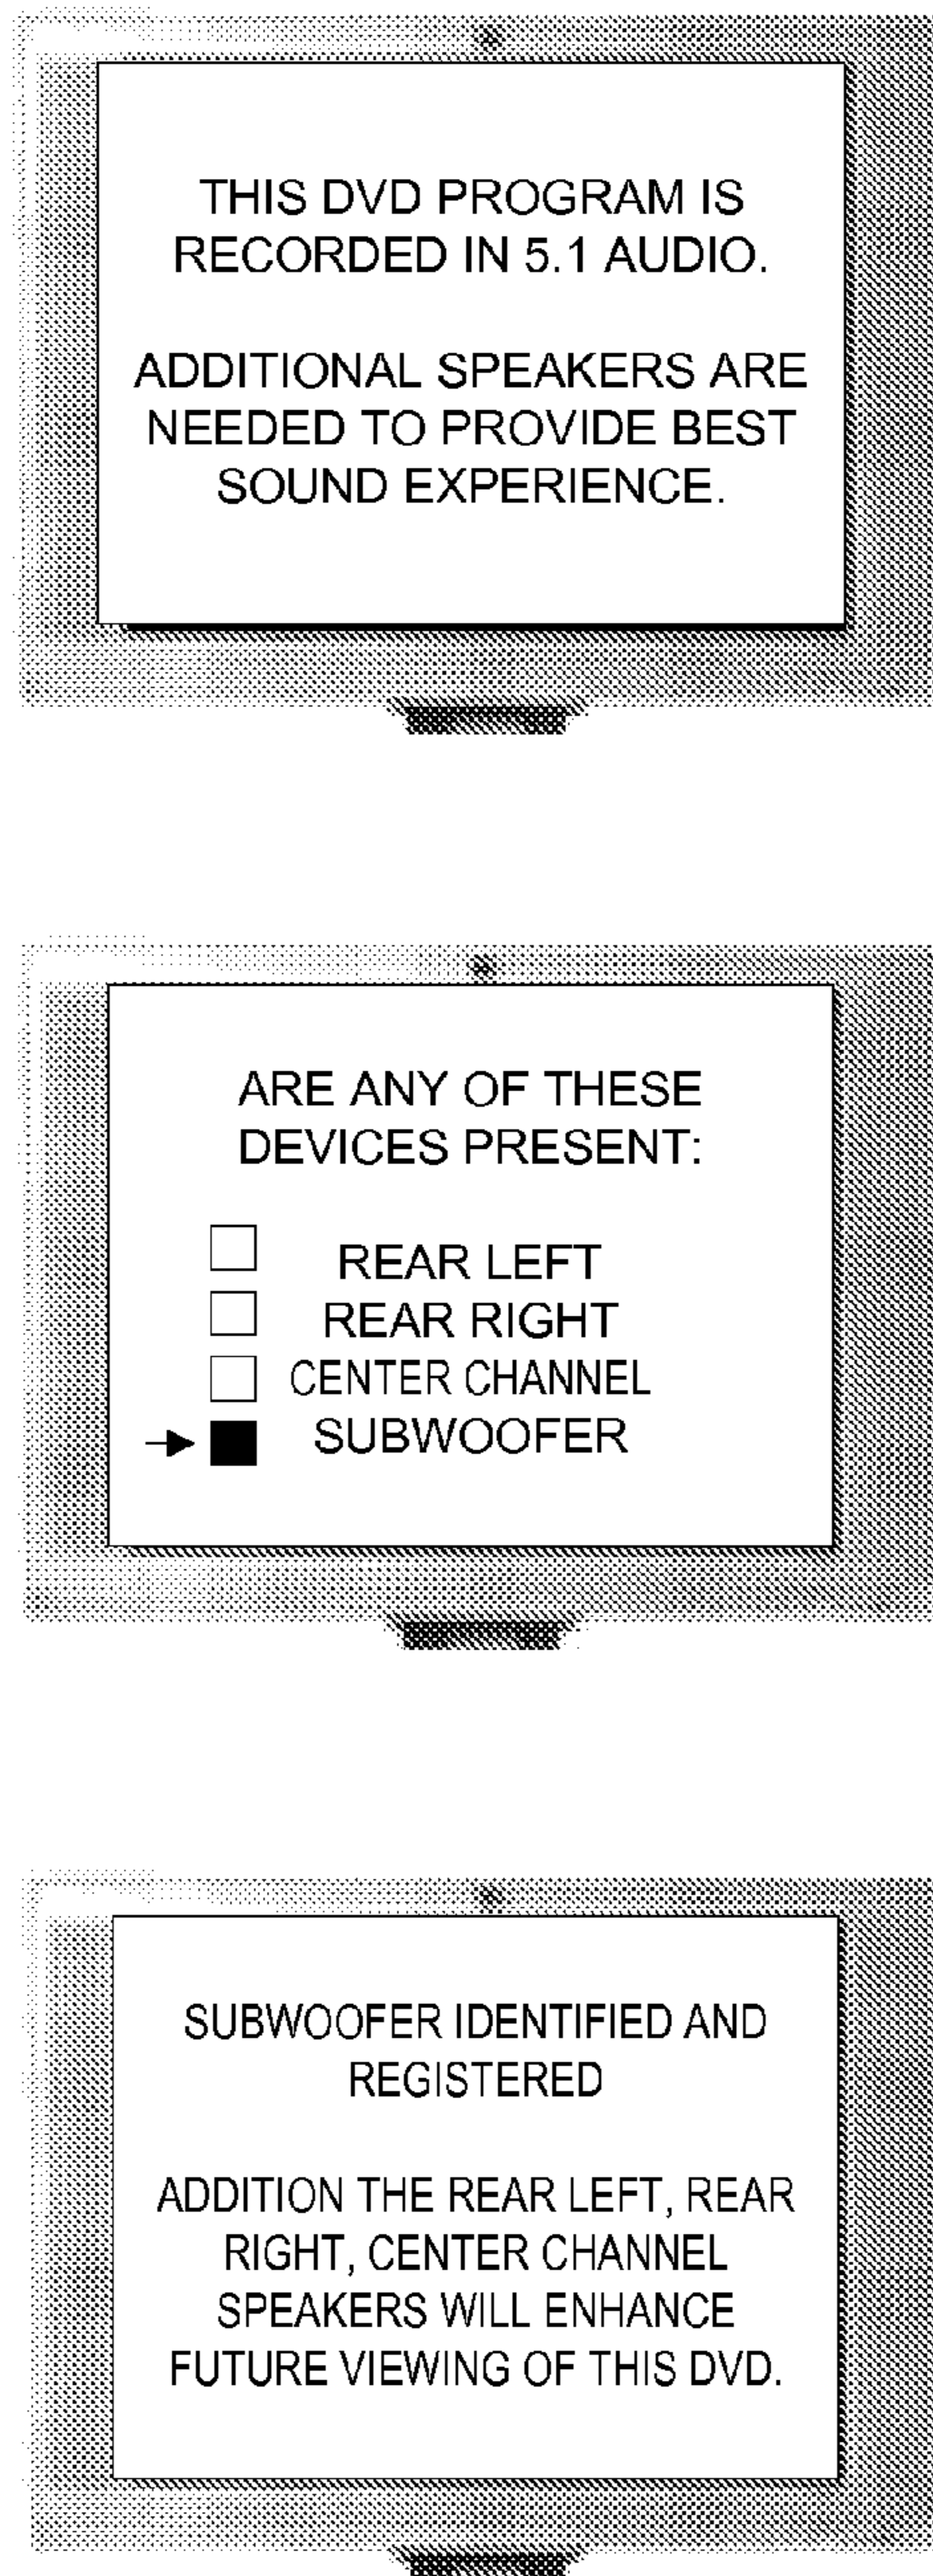 THIS DVD PROGRAM IS
RECORDED IN 5.1 AUDIO.
ADDITIONAL SPEAKERS ARE
NEEDED TO PROVIDE BEST
SOUND EXPERIENCE.
ARE ANY OF THESE
DEVICES PRESENT:
REAR LEFT
REAR RIGHT
CENTER CHANNEL
SUBWOOFER
SUBWOOFER IDENTIFIED AND
REGISTERED
ADDITION THE REAR LEFT, REAR
RIGHT, CENTER CHANNEL
SPEAKERS WILL ENHANCE
FUTURE VIEWING OF THIS DVD.